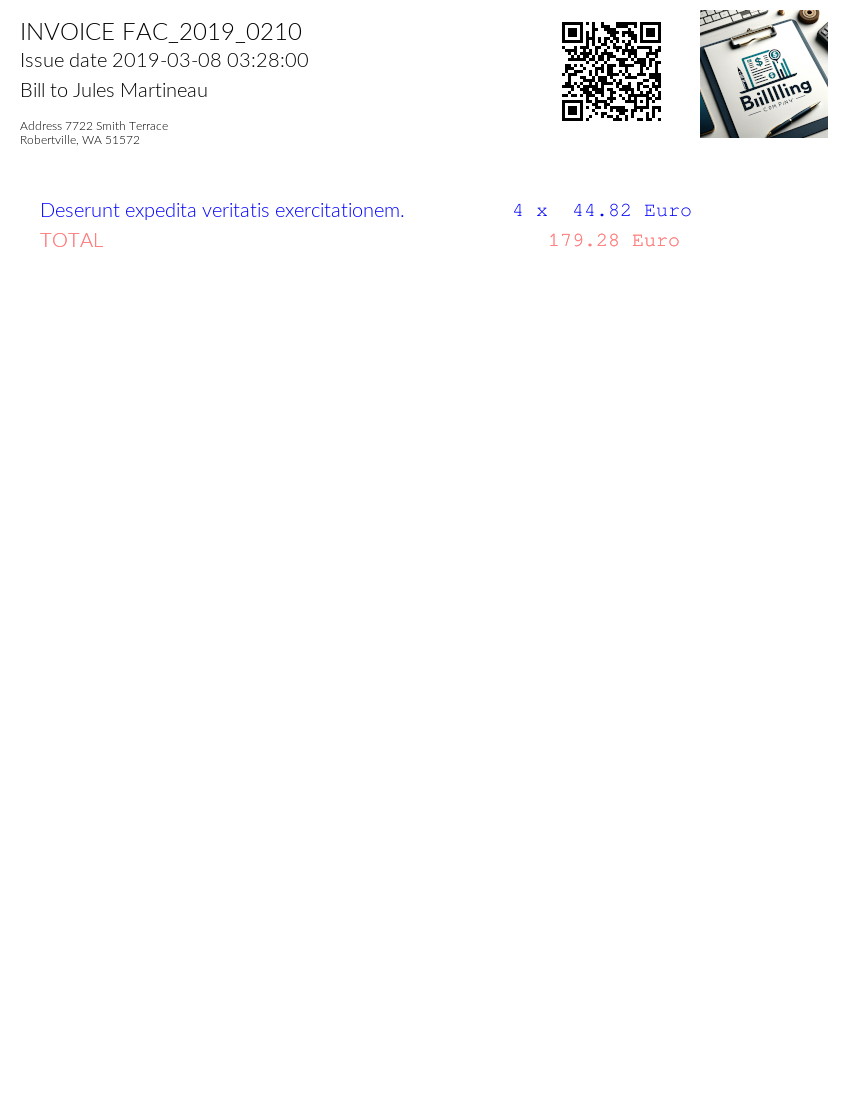 INVOICE FAC_2019_0210
Issue date 2019-03-08 03:28:00
Bill to Jules Martineau
Address 7722 Smith Terrace
Robertville, WA 51572
Biillling
COMPANY
Deserunt expedita veritatis exercitationem. 4 x 44.82 Euro
TOTAL 179.28 Euro